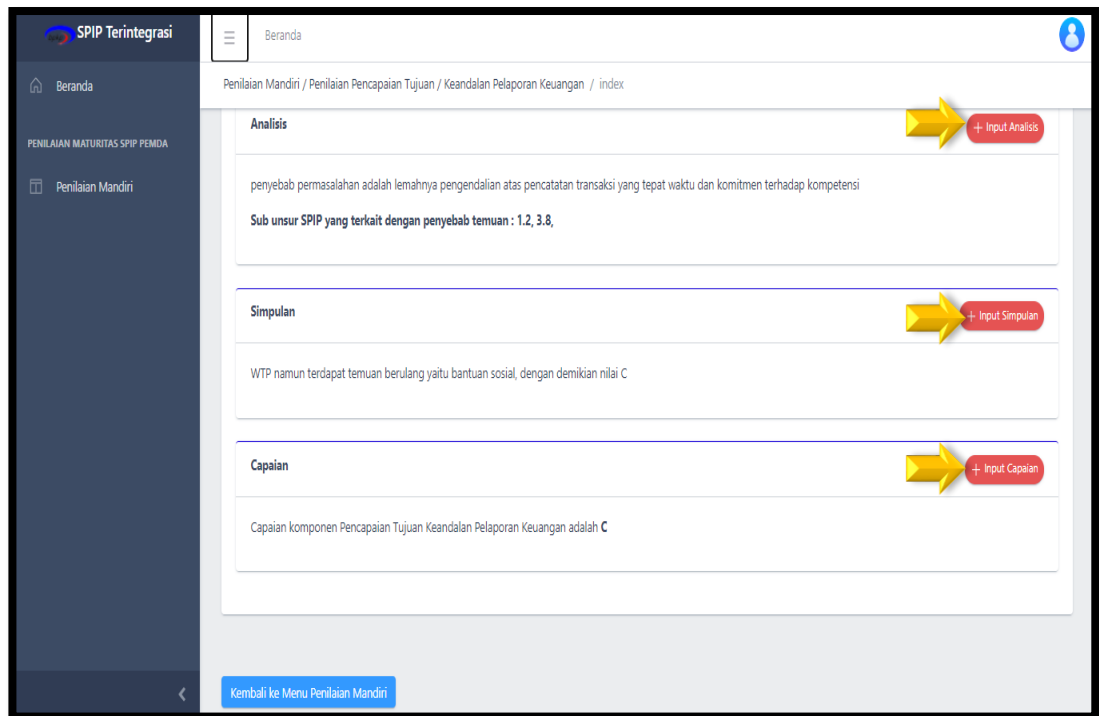 SPIP Terintegrasi
Beranda
Beranda
Penilaian Mandiri / Penilaian Pencapaian Tujuan / Keandalan Pelaporan Keuangan / index
PENILAIAN MATURITAS SPIP PEMDA
Penilaian Mandiri
Analisis
+ Input Analisis
penyebab permasalahan adalah lemahnya pengendalian atas pencatatan transaksi yang tepat waktu dan komitmen terhadap kompetensi
Sub unsur SPIP yang terkait dengan penyebab temuan : 1.2, 3.8,
Simpulan
+ Input Simpulan
WTP namun terdapat temuan berulang yaitu bantuan sosial, dengan demikian nilai C
Capaian
+ Input Capaian
Capaian komponen Pencapaian Tujuan Keandalan Pelaporan Keuangan adalah C
Kembali ke Menu Penilaian Mandiri